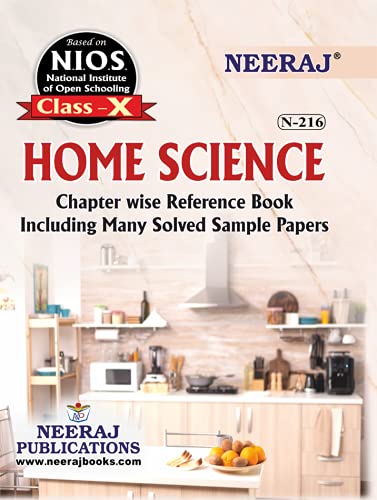 Based on
N.I.O.S.
National Institute
of Open Schooling
Class – X
NEERAJ®
N-216
HOME SCIENCE
Chapter wise Reference Book
Including Many Solved Sample Papers
NEERAJ
PUBLICATIONS
www.neerajbooks.com